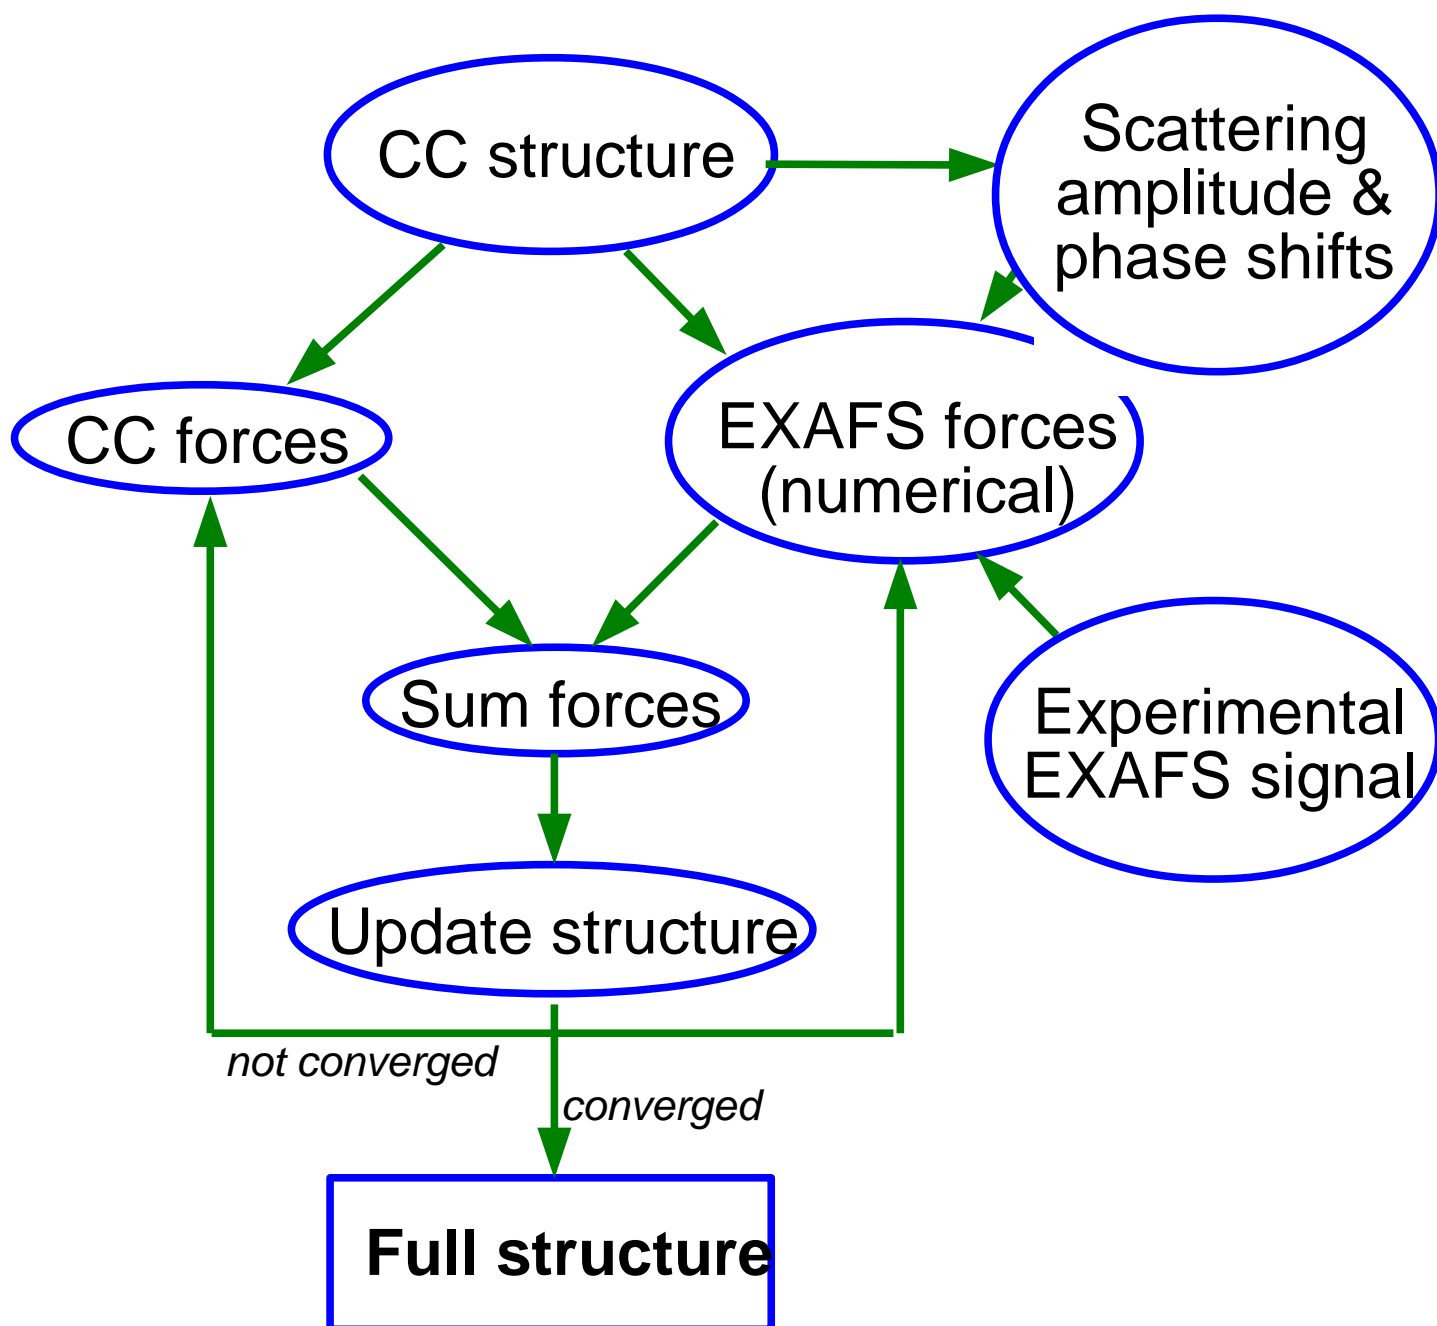 CC structure
Scattering
amplitude &
phase shifts
CC forces
EXAFS forces
(numerical)
Sum forces
Experimental
EXAFS signal
Update structure
not converged
converged
Full structure